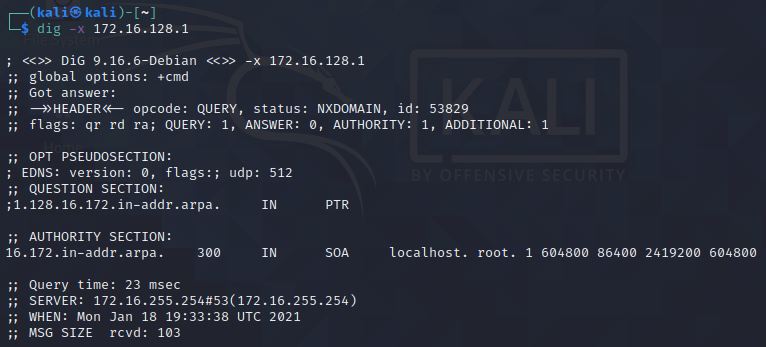 (kali㉿kali)-[~]
$ dig -x 172.16.128.1
File System
; <<>> DiG 9.16.6-Debian <<>> -x 172.16.128.1
;; global options: +cmd
;; Got answer:
;; ->>HEADER<<- opcode: QUERY, status: NXDOMAIN, id: 53829
;; flags: qr rd ra; QUERY: 1, ANSWER: 0, AUTHORITY: 1, ADDITIONAL: 1
KALI
Home
;; OPT PSEUDOSECTION:
; EDNS: version: 0, flags:; udp: 512
BY OFFENSIVE SECURITY
;; QUESTION SECTION:
;1.128.16.172.in-addr.arpa. IN PTR
;; AUTHORITY SECTION:
16.172.in-addr.arpa. 300 IN SOA localhost. root. 1 604800 86400 2419200 604800
;; Query time: 23 msec
;; SERVER: 172.16.255.254#53(172.16.255.254)
;; WHEN: Mon Jan 18 19:33:38 UTC 2021
;; MSG SIZE rcvd: 103